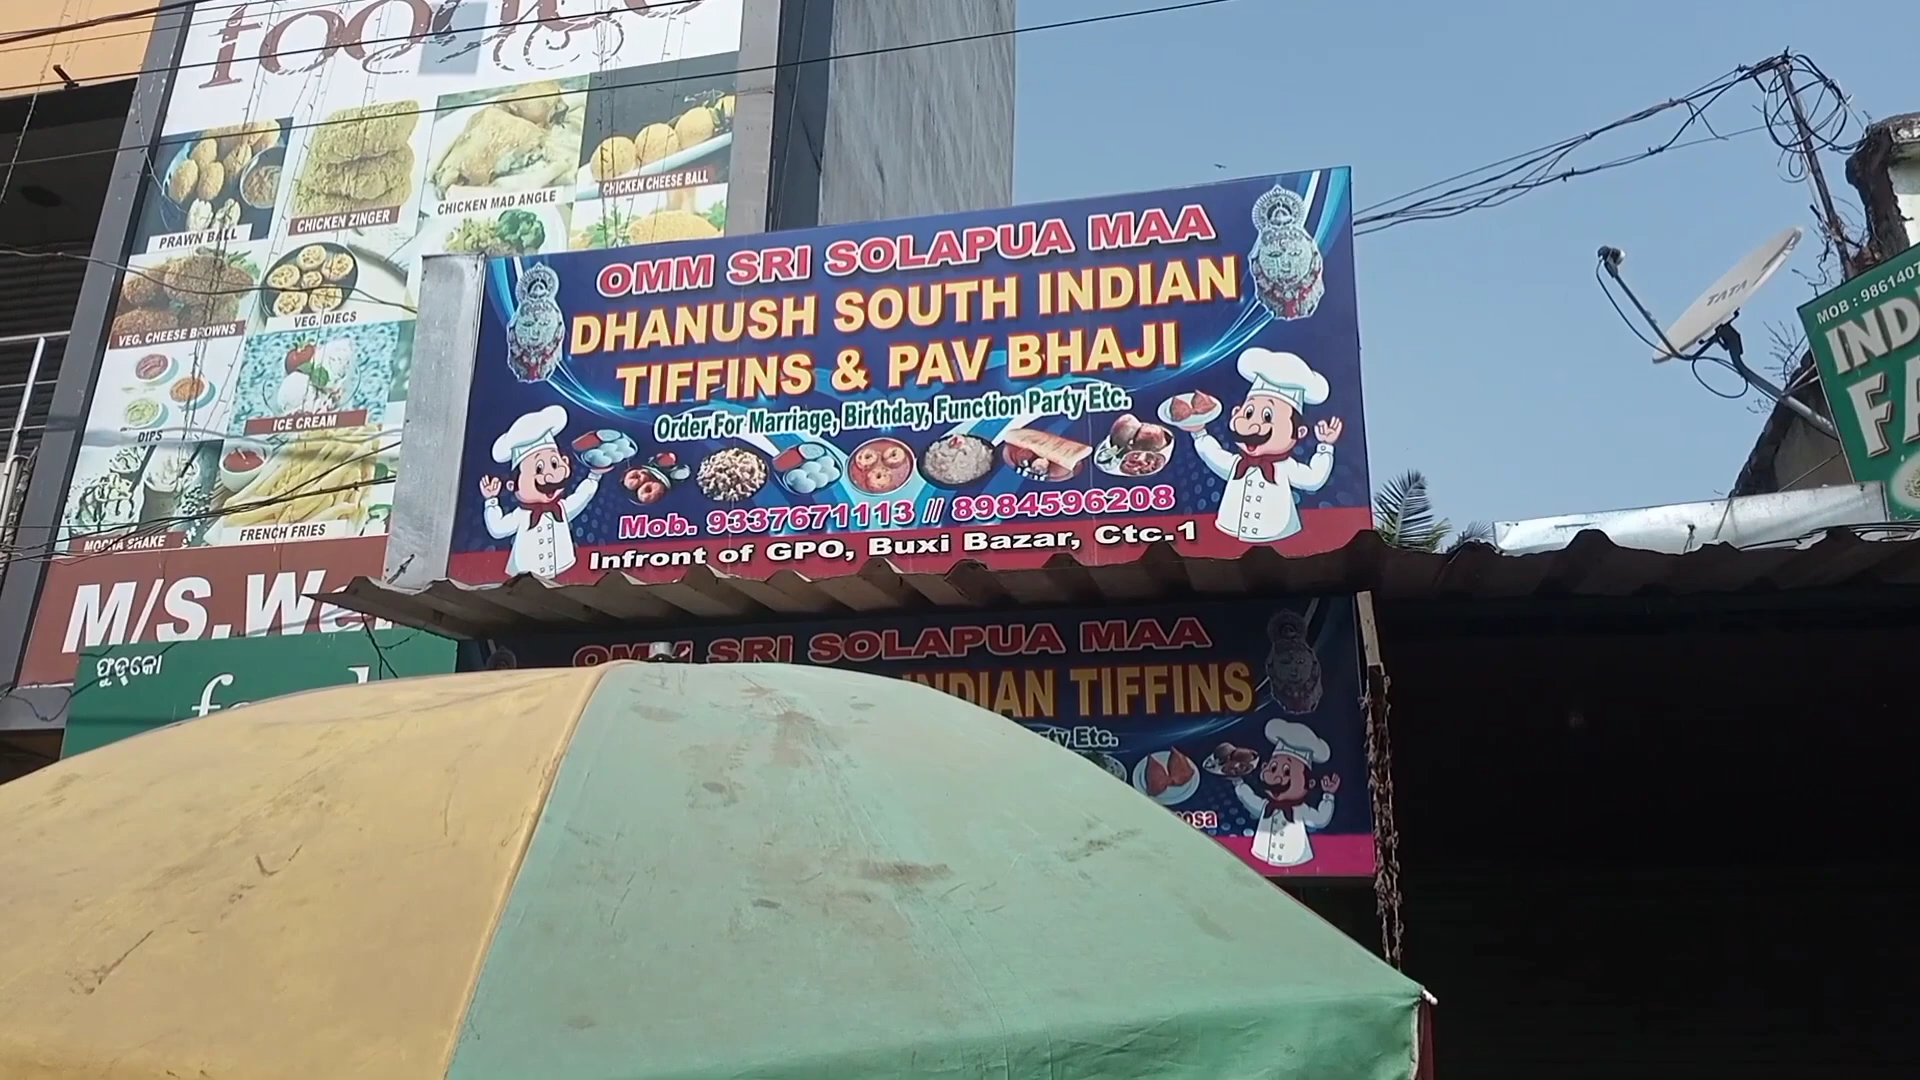 PRAWN BALL
CHICKEN ZINGER
CHICKEN MAD ANGLE
CHICKEN CHEESE BALL
VEG. CHEESE BROWNS
VEG. DIECS
DIPS
ICE CREAM
MOCHA SHAKE
FRENCH FRIES
M/S.
ଫୁଡ୍‌କୋ
OMM SRI SOLAPUA MAA
DHANUSH SOUTH INDIAN
TIFFINS & PAV BHAJI
Order For Marriage, Birthday, Function Party Etc.
Mob. 9337671113 // 8984596208
Infront of GPO, Buxi Bazar, Ctc.1
OMM SRI SOLAPUA MAA
INDIAN TIFFINS
Etc.
TATA
MOB :